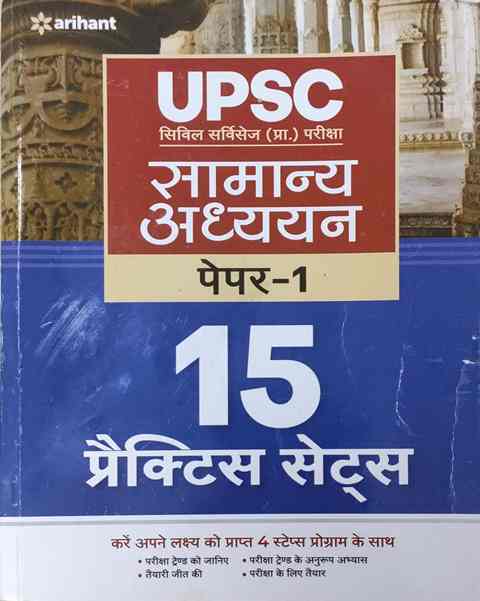 arihant
UPSC
सिविल सर्विसेज (प्रा.) परीक्षा
सामान्य
अध्ययन
पेपर-1
15
प्रैक्टिस सेट्स
करें अपने लक्ष्य को प्राप्त 4 स्टेप्स प्रोग्राम के साथ
• परीक्षा ट्रेण्ड को जानिए • परीक्षा ट्रेण्ड के अनुरूप अभ्यास
• तैयारी जीत की • परीक्षा के लिए तैयार